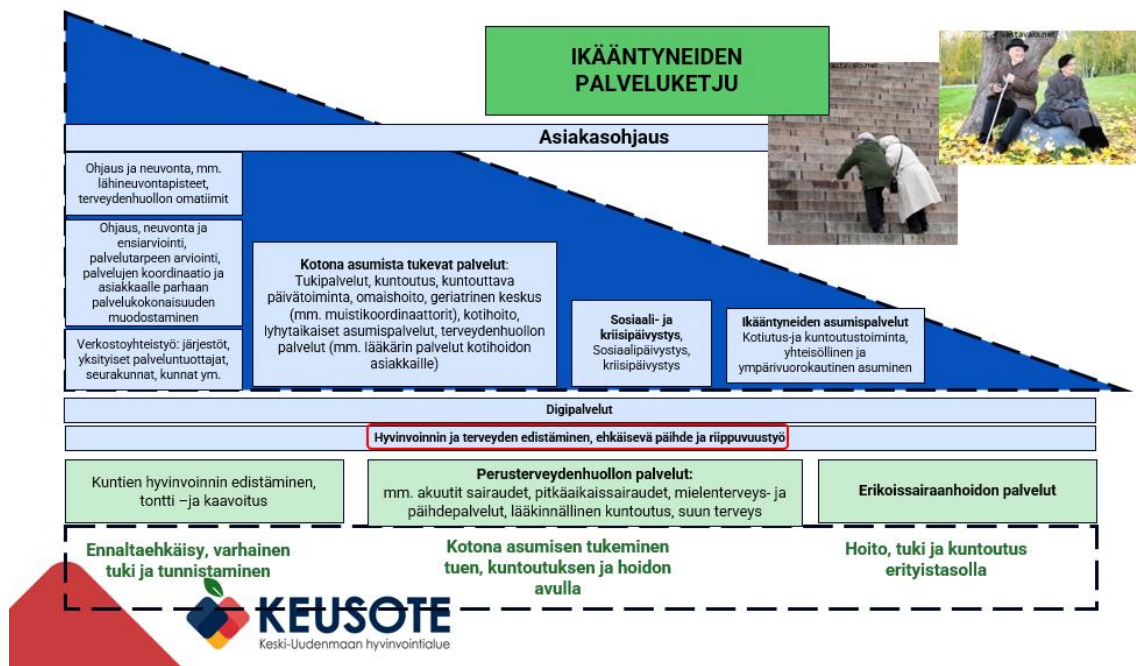 IKÄÄNTYNEIDEN
PALVELUKETJU
Asiakasohjaus
Ohjaus ja neuvonta, mm.
lähineuvontapisteet,
terveydenhuollon omatiimit
Ohjaus, neuvonta ja
ensiarviointi,
palvelutarpeen arviointi,
palvelujen koordinaatio ja
asiakkaalle parhaan
palvelukokonaisuuden
muodostaminen
Verkostoyhteistyö: järjestöt,
yksityiset palveluntuottajat,
seurakunnat, kunnat ym.
Kotona asumista tukevat palvelut:
Tukipalvelut, kuntoutus, kuntouttava
päivätoiminta, omaishoito, geriatrinen keskus
(mm. muistikoordinaattorit), kotihoito,
lyhytaikaiset asumispalvelut, terveydenhuollon
palvelut (mm. lääkärin palvelut kotihoidon
asiakkaille)
Sosiaali- ja
kriisipäivystys,
Sosiaalipäivystys,
kriisipäivystys
Ikääntyneiden asumispalvelut
Kotiutus-ja kuntoutustoiminta,
yhteisöllinen ja
ympärivuorokautinen asuminen
Digipalvelut
Hyvinvoinnin ja terveyden edistäminen, ehkäisevä päihde ja riippuvuustyö
Kuntien hyvinvoinnin edistäminen,
tontti –ja kaavoitus
Perusterveydenhuollon palvelut:
mm. akuutit sairaudet, pitkäaikaissairaudet, mielenterveys- ja
päihdepalvelut, lääkinnällinen kuntoutus, suun terveys
Erikoissairaanhoidon palvelut
Ennaltaehkäisy, varhainen
tuki ja tunnistaminen
Kotona asumisen tukeminen
tuen, kuntoutuksen ja hoidon
avulla
Hoito, tuki ja kuntoutus
erityistasolla
KEUSOTE
Keski-Uudenmaan hyvinvointialue